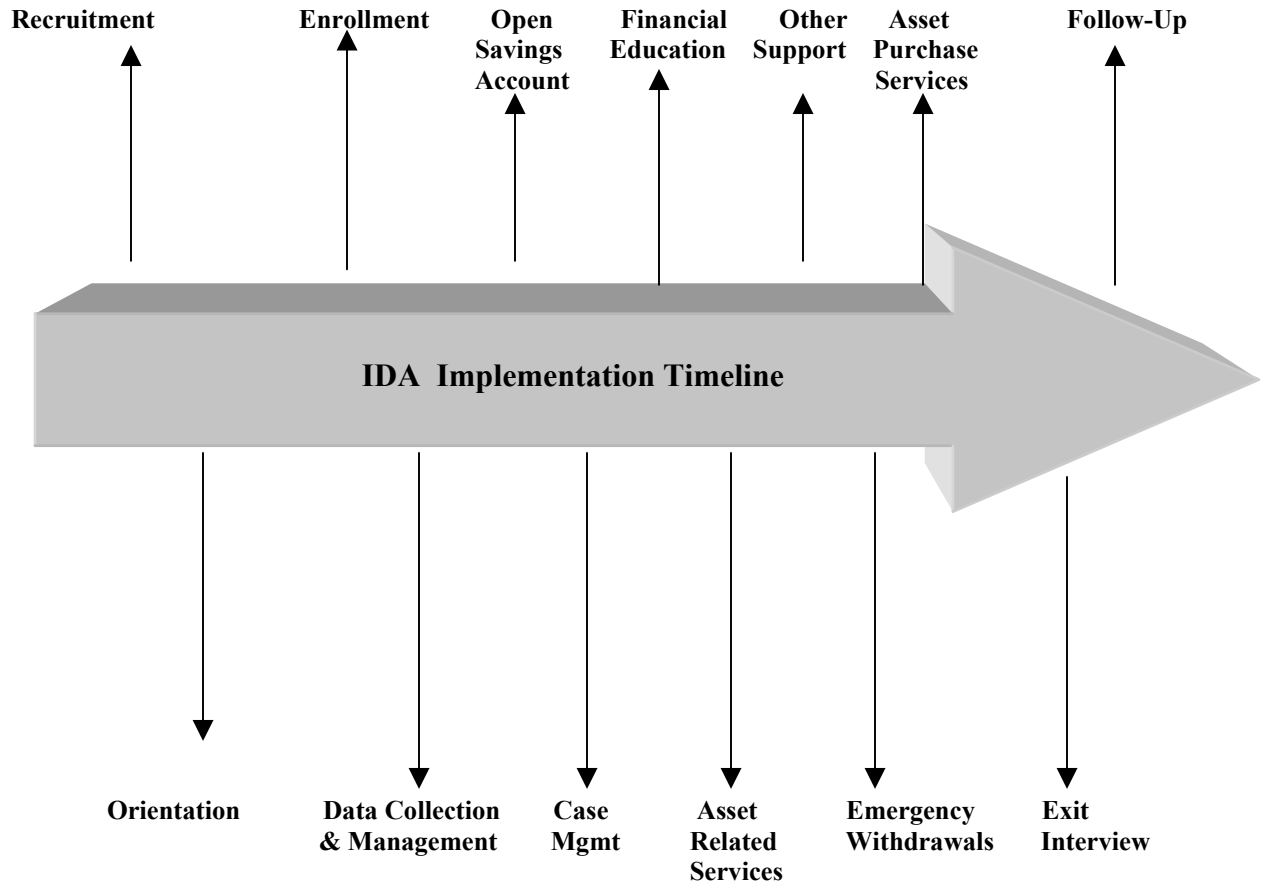 Recruitment
Enrollment
Open
Savings
Account
Financial
Education
Other
Support
Asset
Purchase
Services
Follow-Up
IDA Implementation Timeline
Orientation
Data Collection
& Management
Case
Mgmt
Asset
Related
Services
Emergency
Withdrawals
Exit
Interview